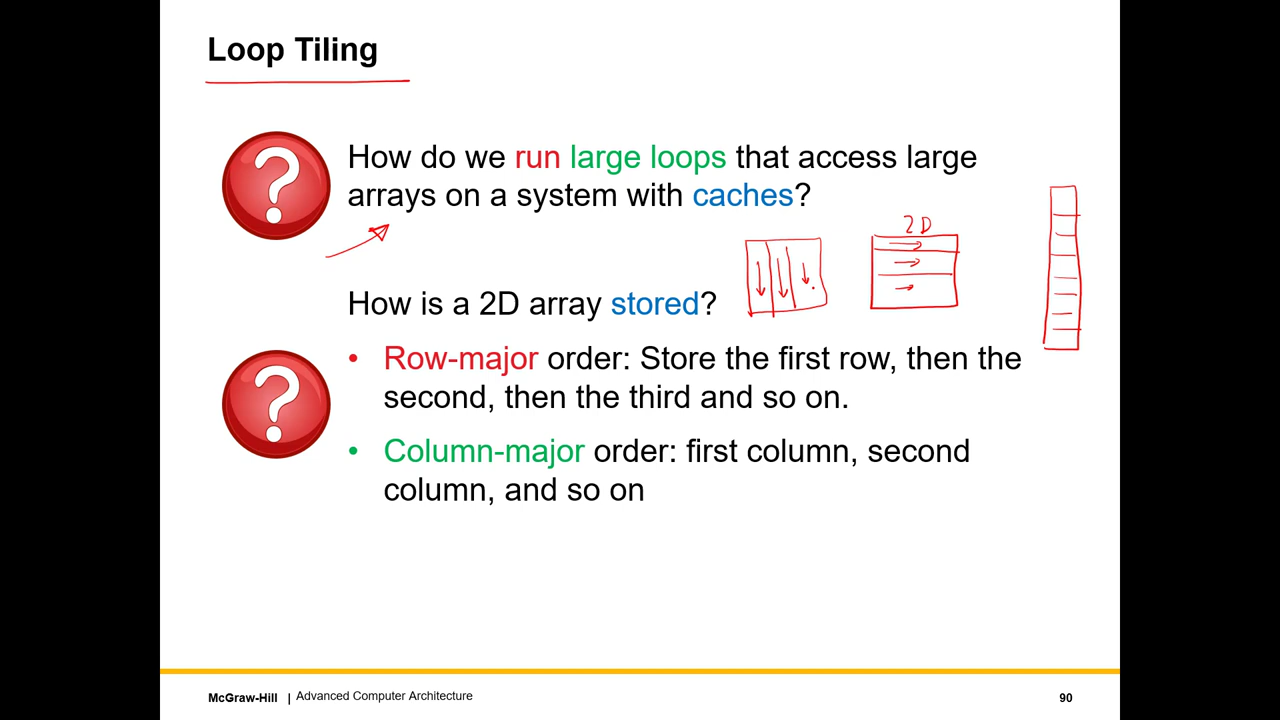 Loop Tiling
How do we run large loops that access large
arrays on a system with caches?
2D
How is a 2D array stored?
• Row-major order: Store the first row, then the
second, then the third and so on.
• Column-major order: first column, second
column, and so on
McGraw-Hill | Advanced Computer Architecture
90